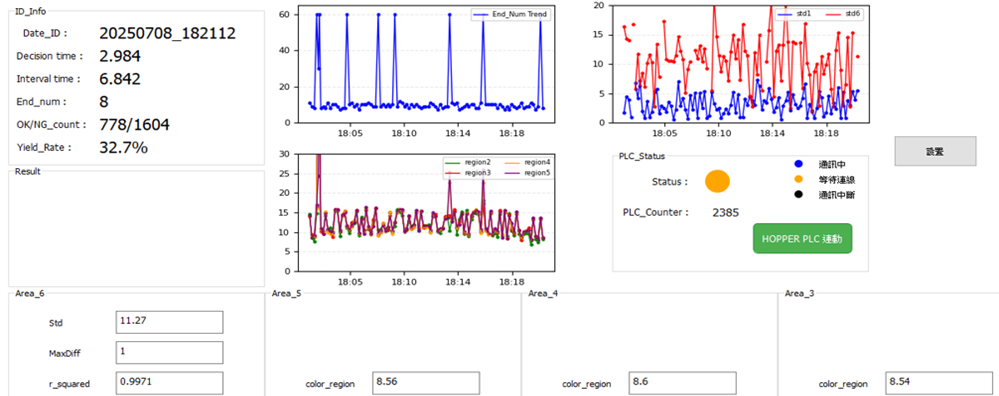 ID_Info
Date_ID : 20250708_182112
Decision time : 2.984
Interval time : 6.842
End_num : 8
OK/NG_count : 778/1604
Yield_Rate : 32.7%
Result
60
40
20
0
End_Num Trend
18:05 18:10 18:14 18:18
20
15
10
5
0
std1 std6
18:05 18:10 18:14 18:18
30
25
20
15
10
5
0
region2 region4
region3 region5
18:05 18:10 18:14 18:18
PLC_Status
Status :
通訊中
等待連線
通訊中斷
PLC_Counter : 2385
HOPPER PLC 連動
設置
Area_6
Std 11.27
MaxDiff 1
r_squared 0.9971
Area_5
color_region 8.56
Area_4
color_region 8.6
Area_3
color_region 8.54